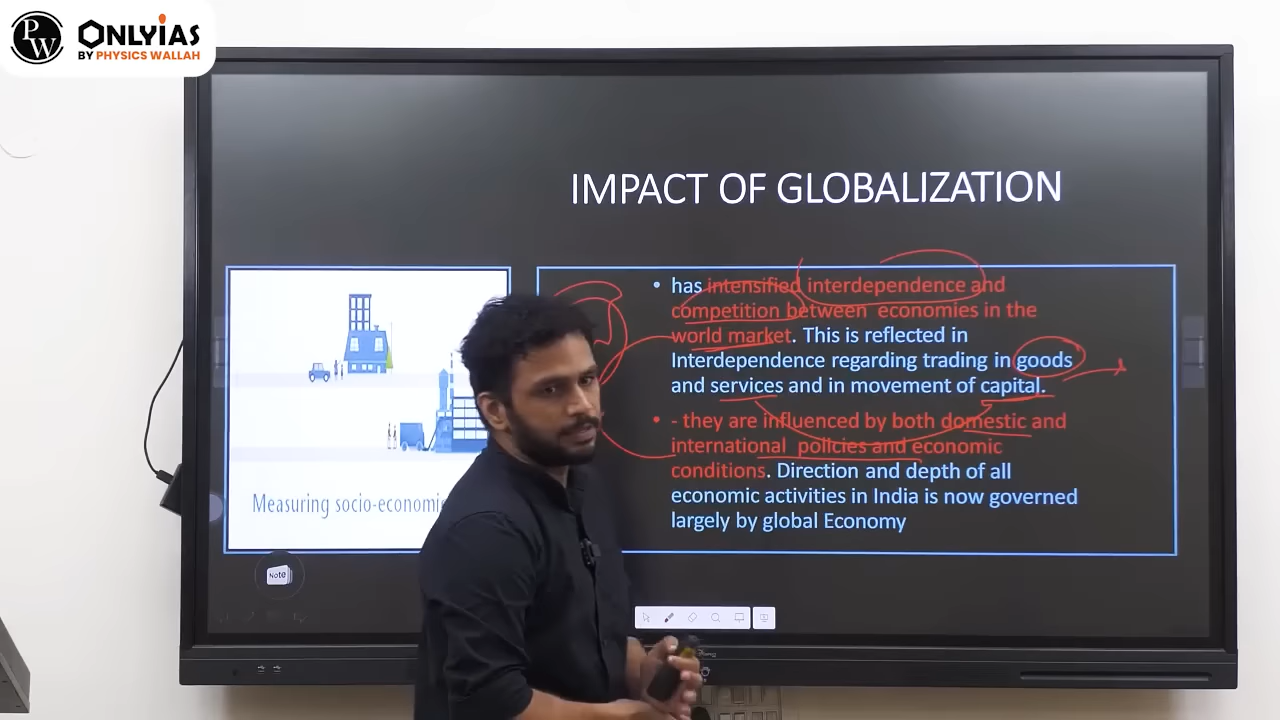 PW
ONLYIAS
BY PHYSICS WALLAH
IMPACT OF GLOBALIZATION
• has intensified interdependence and
competition between economies in the
world market. This is reflected in
Interdependence regarding trading in goods
and services and in movement of capital.
• - they are influenced by both domestic and
international policies and economic
conditions. Direction and depth of all
economic activities in India is now governed
largely by global Economy
Measuring socio-economic
Note